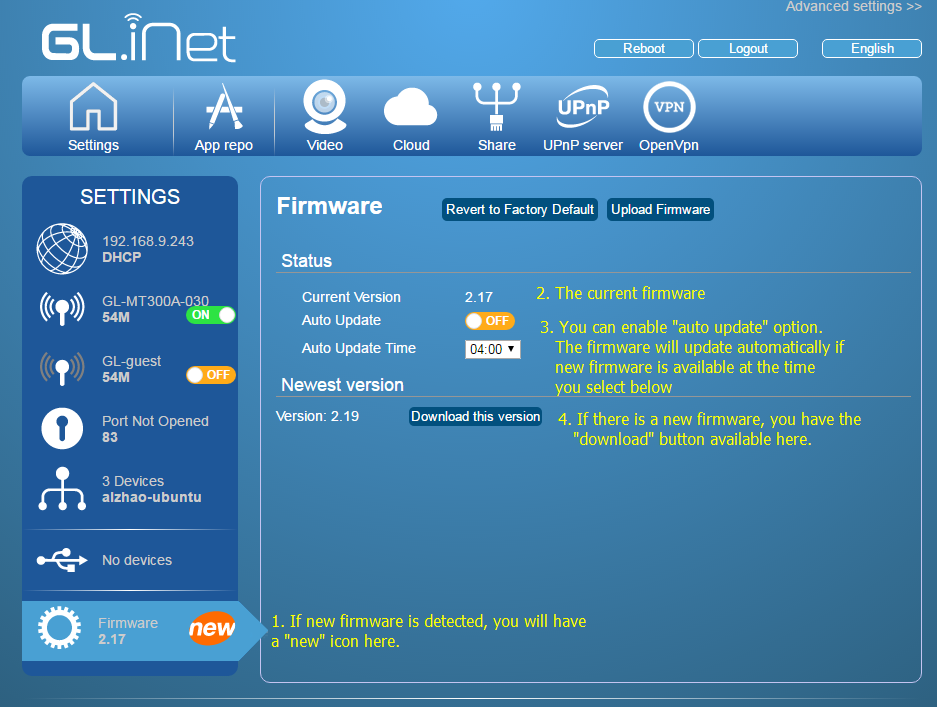 Advanced settings >>
GL.iNet
Reboot
Logout
English
Settings
App repo
Video
Cloud
Share
UPnP
UPnP server
VPN
OpenVpn
SETTINGS
192.168.9.243
DHCP
GL-MT300A-030
54M
ON
GL-guest
54M
OFF
Port Not Opened
83
3 Devices
alzhao-ubuntu
No devices
Firmware
2.17
new
Firmware
Revert to Factory Default
Upload Firmware
Status
Current Version 2.17
2. The current firmware
Auto Update OFF
3. You can enable "auto update" option.
The firmware will update automatically if
new firmware is available at the time
you select below
Auto Update Time 04:00
Newest version
Version: 2.19
Download this version
4. If there is a new firmware, you have the
"download" button available here.
1. If new firmware is detected, you will have
a "new" icon here.